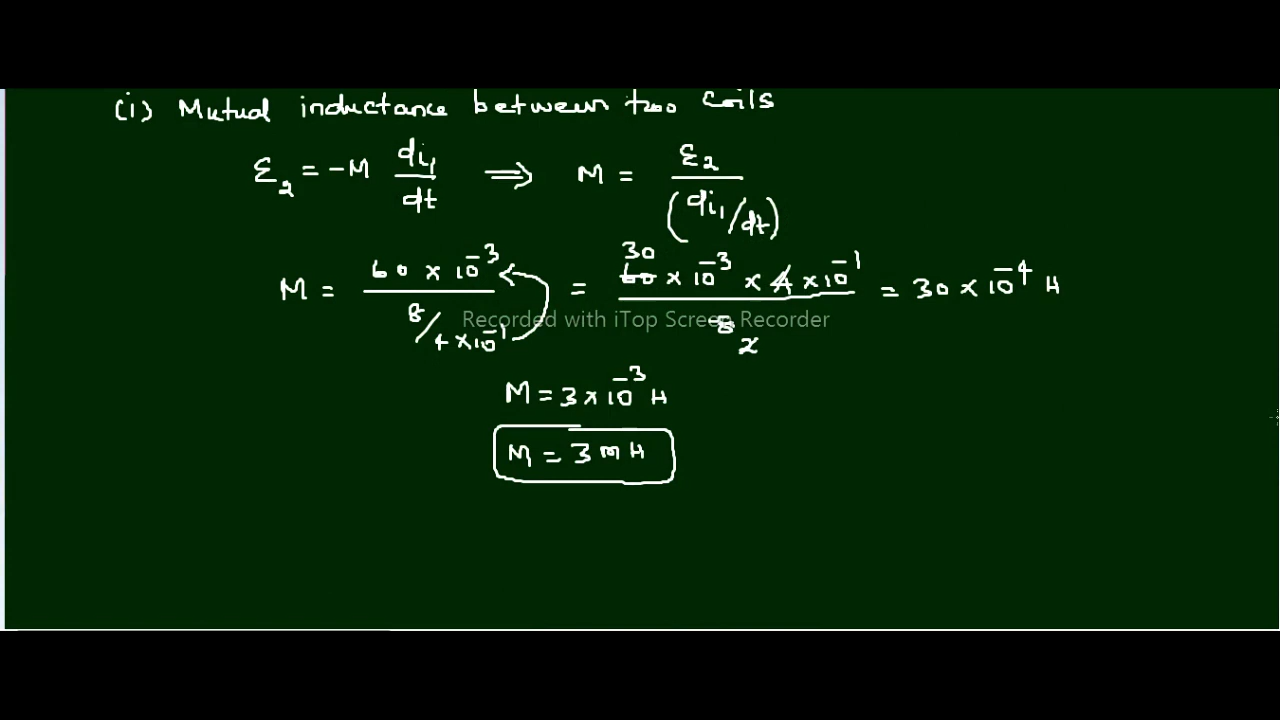 (i) Mutual inductance between two coils
ε₂ = -M di₁/dt ⟹ M = ε₂/(di₁/dt)
M = 60 × 10⁻³ / 8/4 × 10⁻¹ = 30 60 × 10⁻³ × 4 × 10⁻¹ / 8 2 = 30 × 10⁻⁴ H
Recorded with iTop Screen Recorder
M = 3 × 10⁻³ H
M = 3 mH